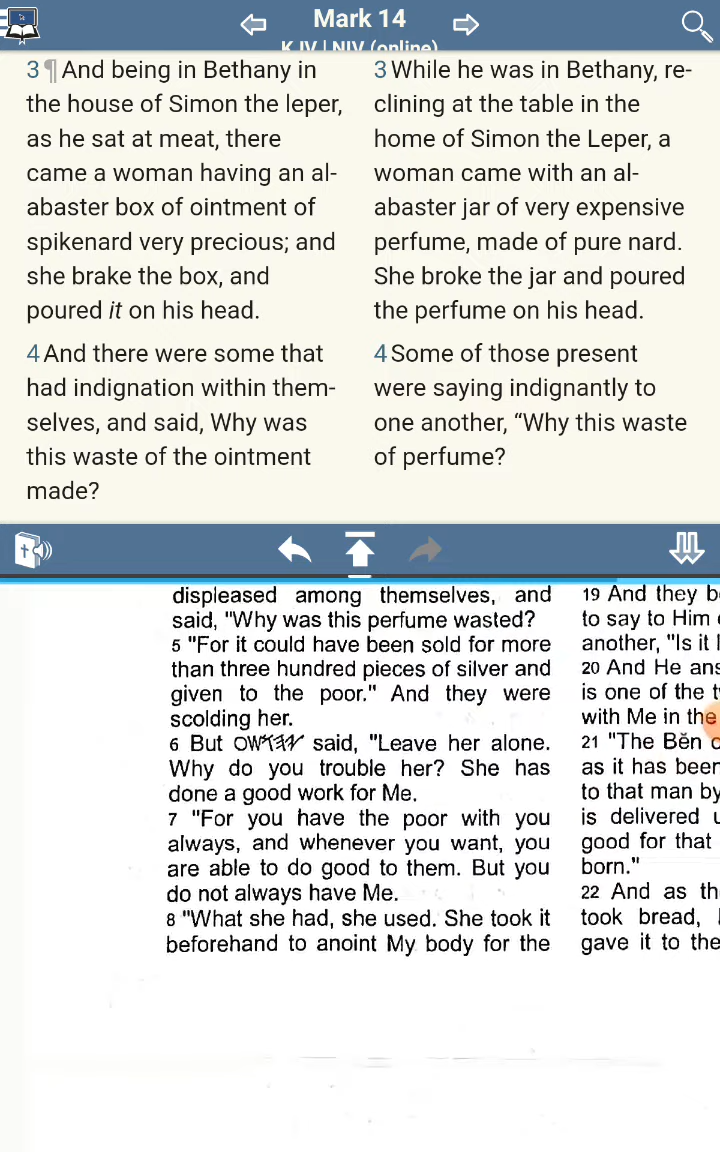 Mark 14
KJV | NIV (online)
3 ¶ And being in Bethany in
the house of Simon the leper,
as he sat at meat, there
came a woman having an al-
abaster box of ointment of
spikenard very precious; and
she brake the box, and
poured it on his head.
4 And there were some that
had indignation within them-
selves, and said, Why was
this waste of the ointment
made?
3 While he was in Bethany, re-
clining at the table in the
home of Simon the Leper, a
woman came with an al-
abaster jar of very expensive
perfume, made of pure nard.
She broke the jar and poured
the perfume on his head.
4 Some of those present
were saying indignantly to
one another, “Why this waste
of perfume?
displeased among themselves, and
said, "Why was this perfume wasted?
5 "For it could have been sold for more
than three hundred pieces of silver and
given to the poor." And they were
scolding her.
6 But said, "Leave her alone.
Why do you trouble her? She has
done a good work for Me.
7 "For you have the poor with you
always, and whenever you want, you
are able to do good to them. But you
do not always have Me.
8 "What she had, she used. She took it
beforehand to anoint My body for the
19 And they b
to say to Him
another, "Is it
20 And He ans
is one of the t
with Me in the
21 "The Bĕn o
as it has been
to that man by
is delivered u
good for that
born."
22 And as th
took bread,
gave it to the